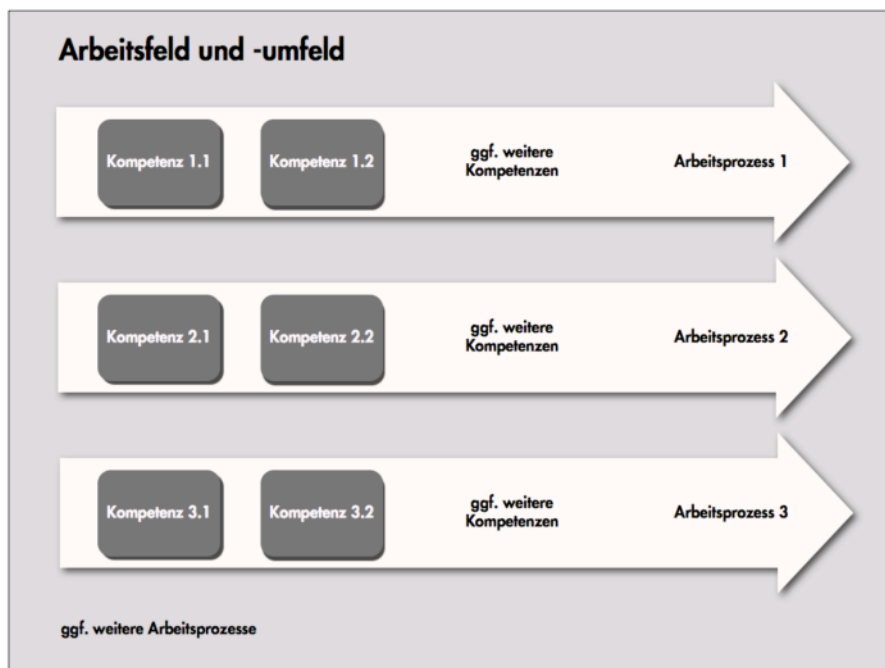 Arbeitsfeld und -umfeld
Kompetenz 1.1
Kompetenz 1.2
ggf. weitere
Kompetenzen
Arbeitsprozess 1
Kompetenz 2.1
Kompetenz 2.2
ggf. weitere
Kompetenzen
Arbeitsprozess 2
Kompetenz 3.1
Kompetenz 3.2
ggf. weitere
Kompetenzen
Arbeitsprozess 3
ggf. weitere Arbeitsprozesse